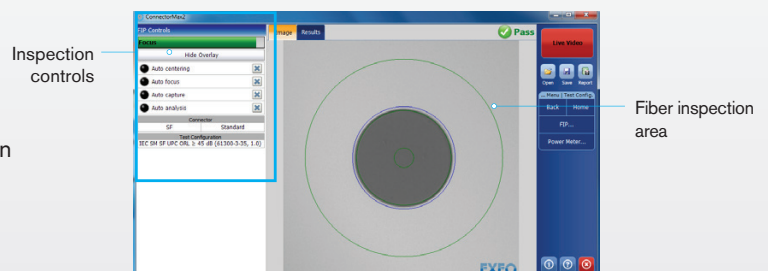 ConnectorMax2
FIP Controls
Focus
Hide Overlay
Auto centering
Auto focus
Auto capture
Auto analysis
Connector
SF Standard
Test Configuration
IEC SM SF UPC ORL ≥ 45 dB (61300-3-35, 1.0)
Image Results
Pass
Live Video
Open Save Report
Menu | Test Config.
Back Home
FIP...
Power Meter...
EXFO
Inspection
controls
n
Fiber inspection
area